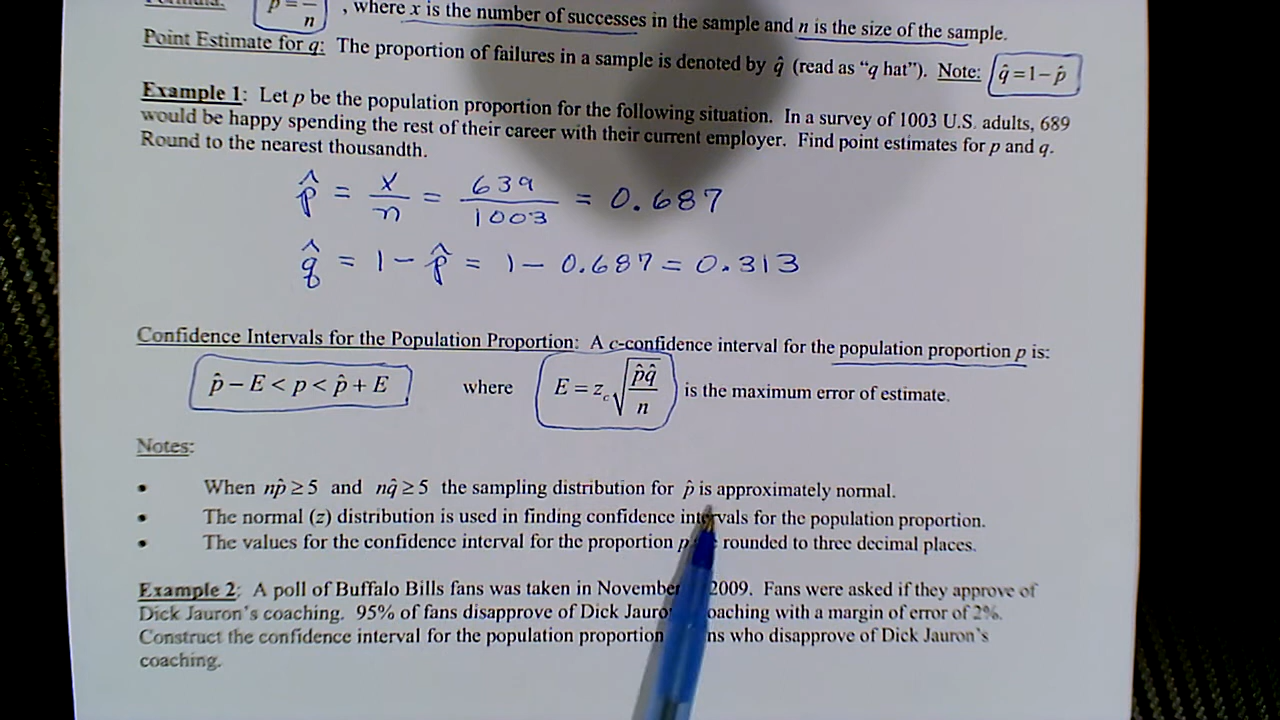 p̂ = x/n , where x is the number of successes in the sample and n is the size of the sample.
Point Estimate for q: The proportion of failures in a sample is denoted by q̂ (read as “q hat”). Note: q̂ = 1 − p̂
Example 1: Let p be the population proportion for the following situation. In a survey of 1003 U.S. adults, 689
would be happy spending the rest of their career with their current employer. Find point estimates for p and q.
Round to the nearest thousandth.
p̂ = x/n = 639/1003 = 0.687
q̂ = 1 − p̂ = 1 − 0.687 = 0.313
Confidence Intervals for the Population Proportion: A c-confidence interval for the population proportion p is:
p̂ − E < p < p̂ + E where E = z_c √(p̂q̂/n) is the maximum error of estimate.
Notes:
• When np̂ ≥ 5 and nq̂ ≥ 5 the sampling distribution for p̂ is approximately normal.
• The normal (z) distribution is used in finding confidence intervals for the population proportion.
• The values for the confidence interval for the proportion p rounded to three decimal places.
Example 2: A poll of Buffalo Bills fans was taken in November 2009. Fans were asked if they approve of
Dick Jauron’s coaching. 95% of fans disapprove of Dick coaching with a margin of error of 2%.
Construct the confidence interval for the population proportion who disapprove of Dick Jauron’s
coaching.